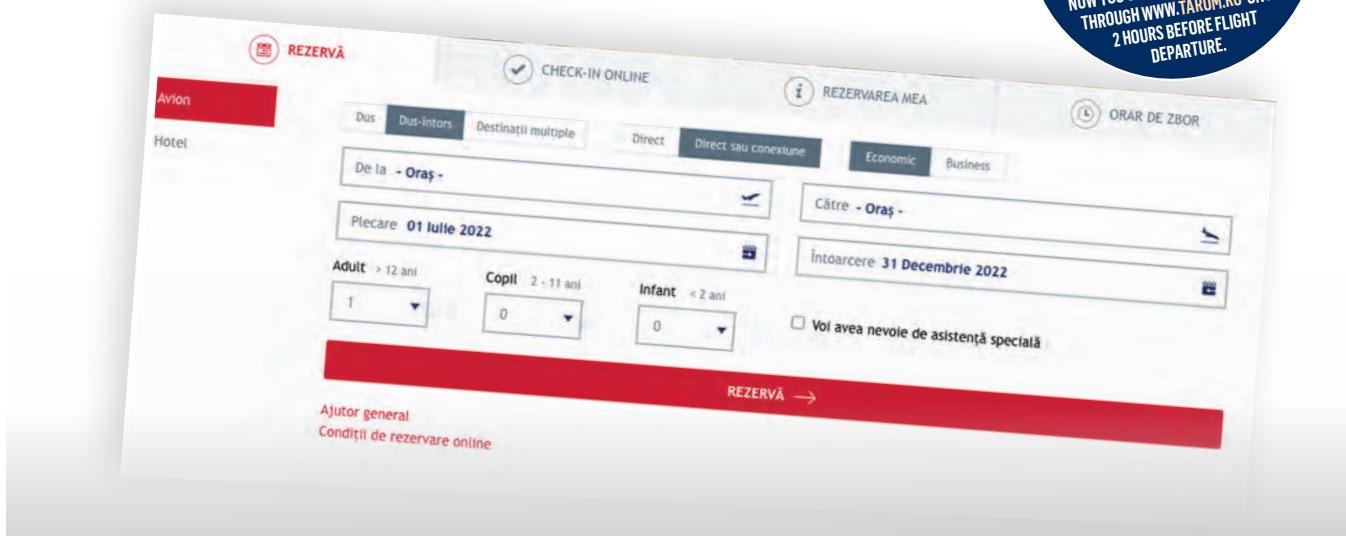 NOW YOU
THROUGH WWW.TAROM.RO
2 HOURS BEFORE FLIGHT
DEPARTURE.
REZERVĂ
CHECK-IN ONLINE
REZERVAREA MEA
ORAR DE ZBOR
Avion
Hotel
Dus Dus-intors Destinații multiple Direct Direct sau conexiune Economic Business
De la - Oraș -
Către - Oraș -
Plecare 01 Iulie 2022
Întoarcere 31 Decembrie 2022
Adult > 12 ani Copil 2 - 11 ani Infant < 2 ani
1 0 0
Voi avea nevoie de asistență specială
REZERVĂ →
Ajutor general
Condiții de rezervare online